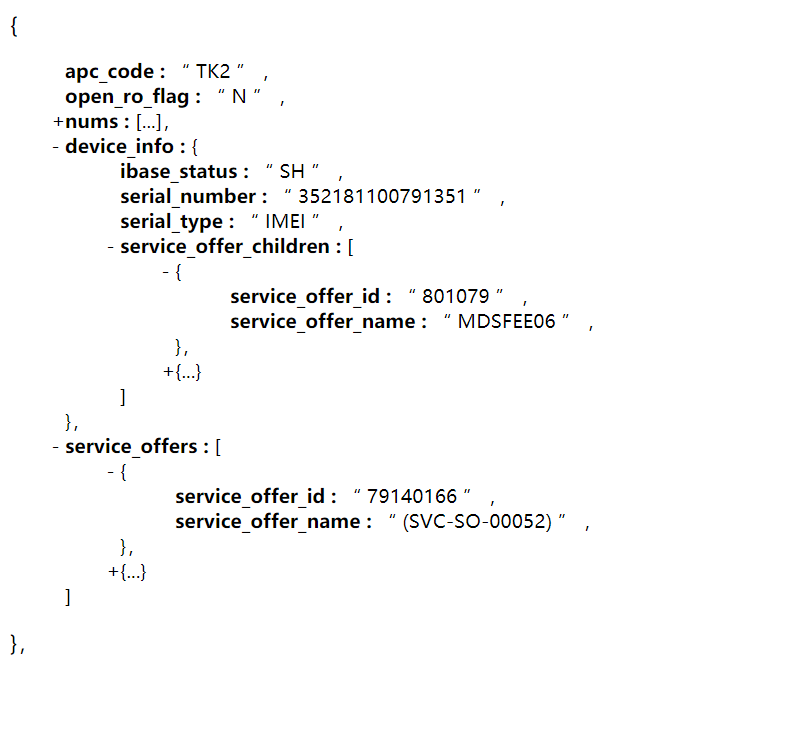 {
apc_code : “ TK2 ” ,
open_ro_flag : “ N ” ,
+nums : [...],
- device_info : {
ibase_status : “ SH ” ,
serial_number : “ 352181100791351 ” ,
serial_type : “ IMEI ” ,
- service_offer_children : [
- {
service_offer_id : “ 801079 ” ,
service_offer_name : “ MDSFEE06 ” ,
},
+{...}
]
},
- service_offers : [
- {
service_offer_id : “ 79140166 ” ,
service_offer_name : “ (SVC-SO-00052) ” ,
},
+{...}
]
},